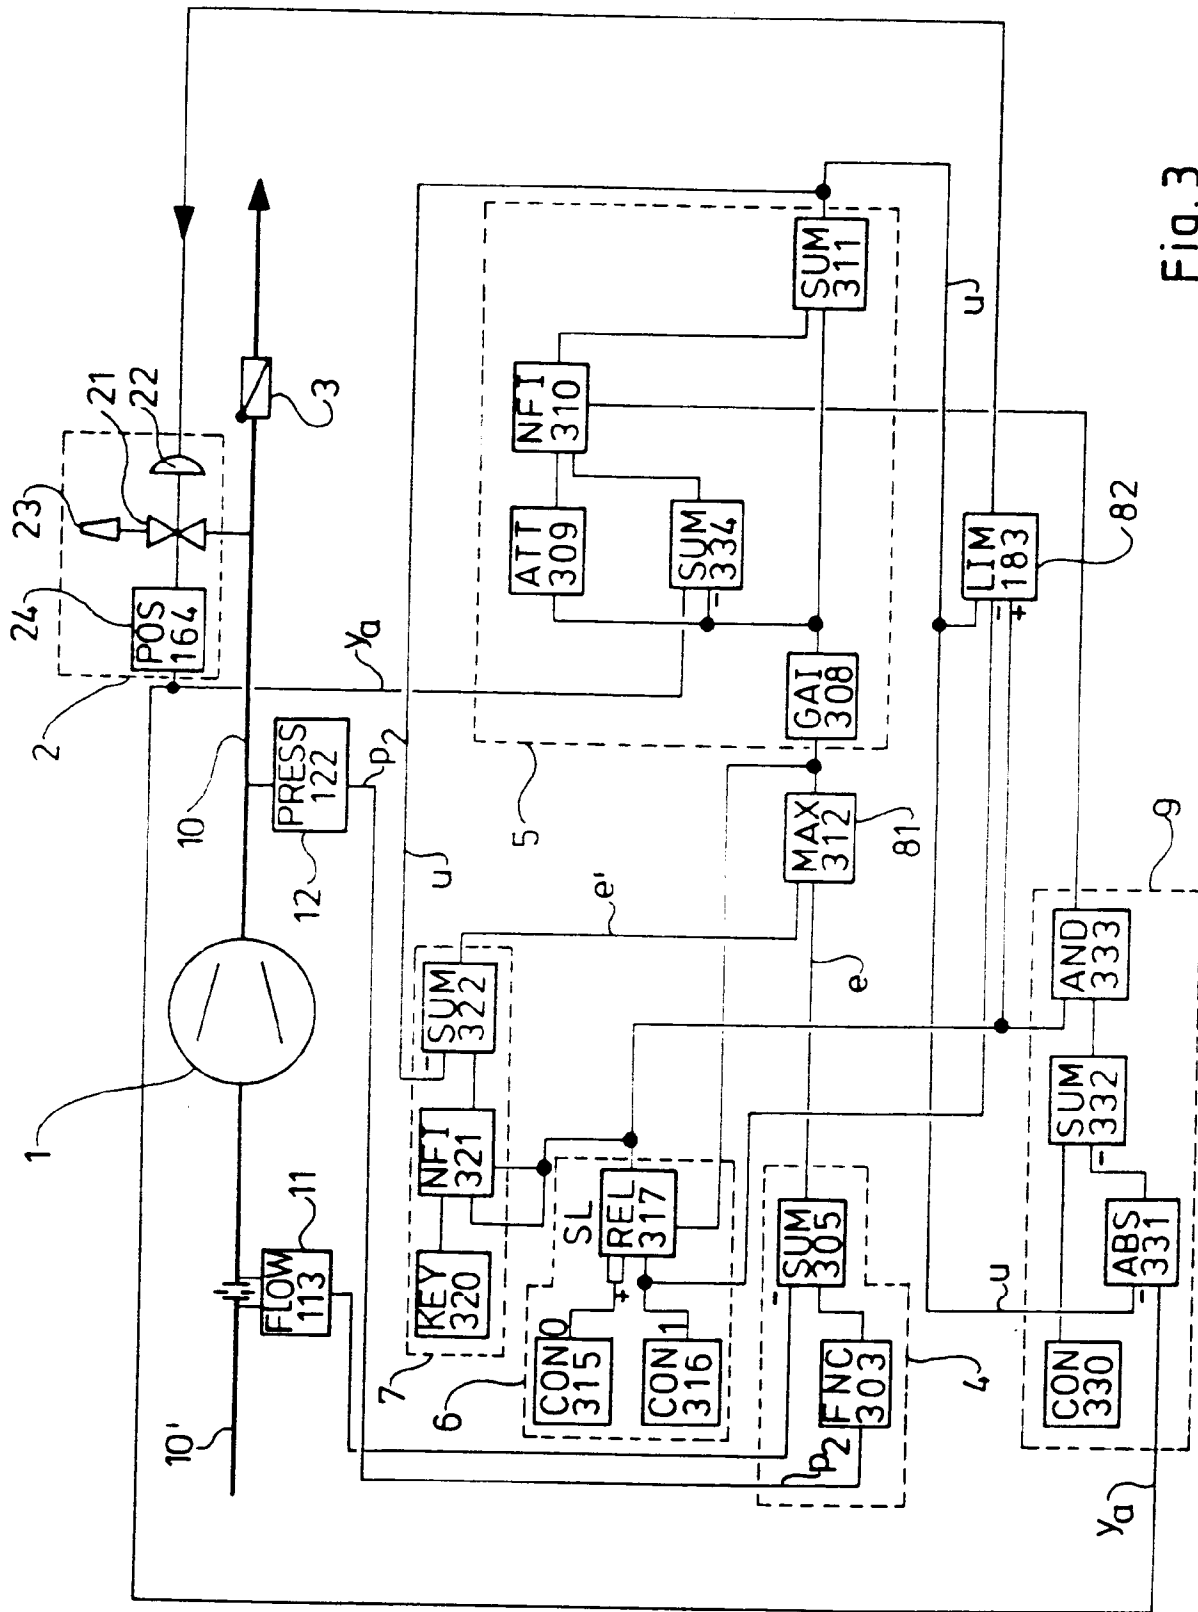 Fig. 3
1
10'
11
FLOW
113
10
12
PRESS
122
p2
2
24
POS
164
23
21
22
3
ya
7
KEY
320
NFI
321
SUM
322
-
u
e'
6
CON
315
0
CON
316
1
SL
REL
317
+
4
FNC
303
p2
SUM
305
-
e
MAX
312
81
5
GAI
308
ATT
309
SUM
334
-
NFI
310
SUM
311
u
LIM
183
-
+
82
9
CON
330
ABS
331
-
SUM
332
-
AND
333
u
ya